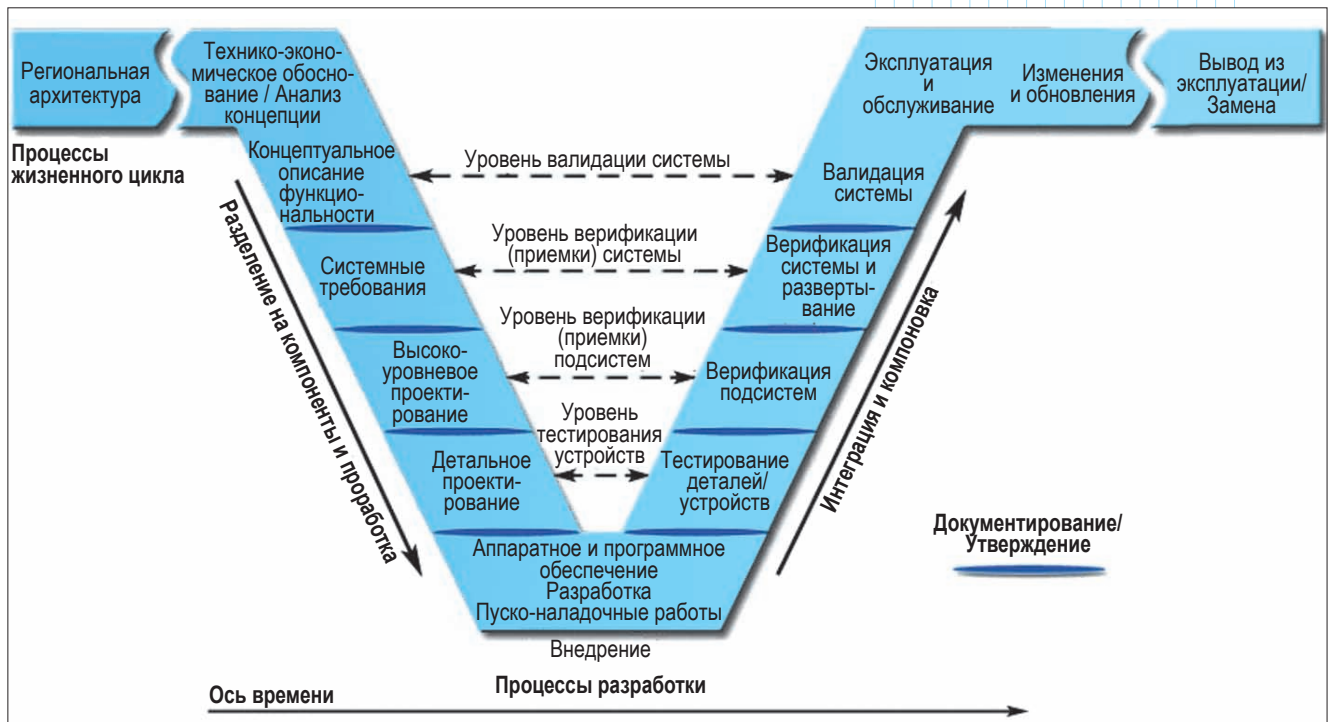 Региональная
архитектура
Технико-эконо-
мическое обосно-
вание / Анализ
концепции
Эксплуатация
и
обслуживание
Изменения
и обновления
Вывод из
эксплуатации/
Замена
Процессы
жизненного цикла
Концептуальное
описание
функцио-
нальности
Уровень валидации системы
Валидация
системы
Разделение на компоненты и проработка
Системные
требования
Уровень верификации
(приемки) системы
Верификация
системы и
разверты-
вание
Интеграция и компоновка
Высоко-
уровневое
проекти-
рование
Уровень верификации
(приемки)
подсистем
Верификация
подсистем
Детальное
проекти-
рование
Уровень
тестирования
устройств
Тестирование
деталей/
устройств
Документирование/
Утверждение
Аппаратное и программное
обеспечение
Разработка
Пуско-наладочные работы
Внедрение
Процессы разработки
Ось времени